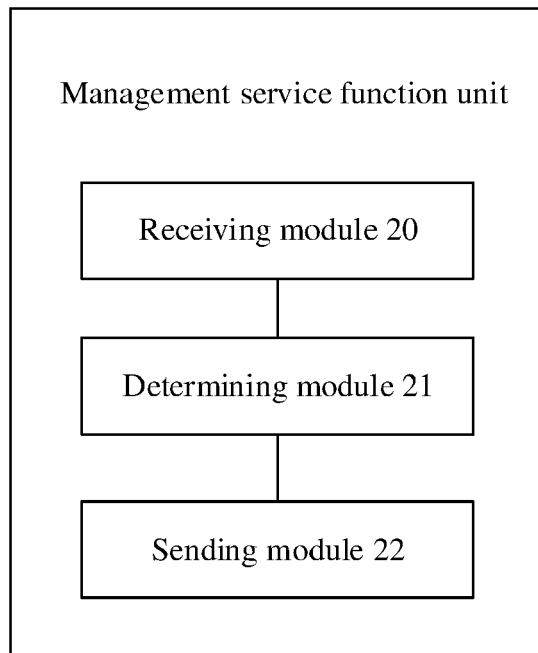 Management service function unit
Receiving module 20
Determining module 21
Sending module 22